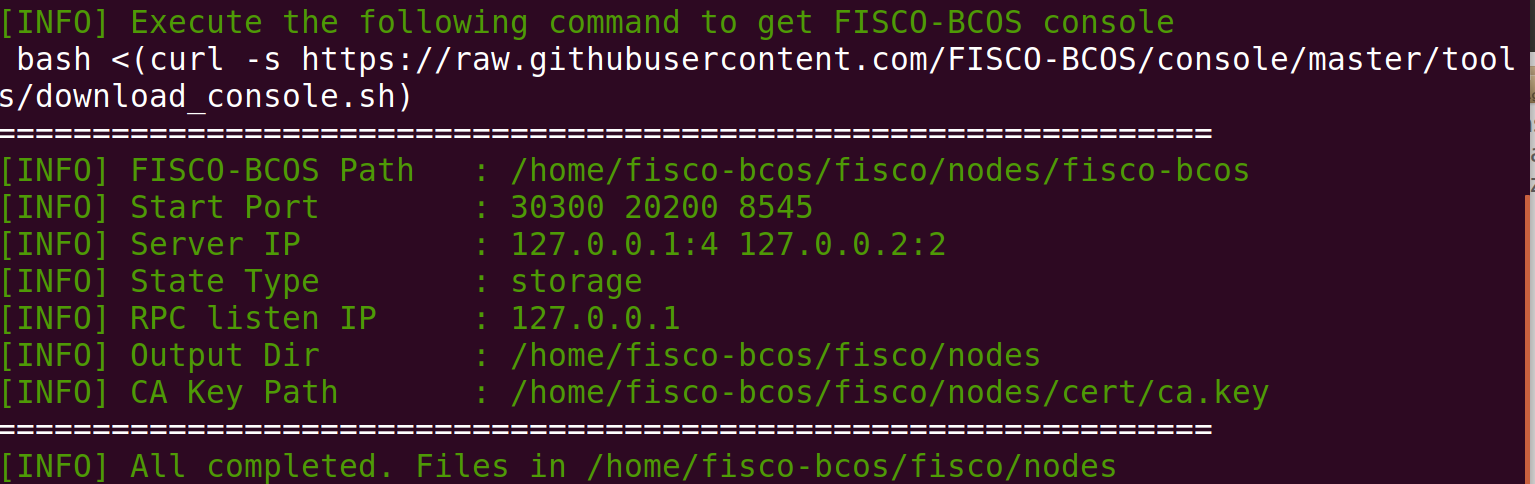 [INFO] Execute the following command to get FISCO-BCOS console
 bash <(curl -s https://raw.githubusercontent.com/FISCO-BCOS/console/master/tool
s/download_console.sh)
================================================================
[INFO] FISCO-BCOS Path   : /home/fisco-bcos/fisco/nodes/fisco-bcos
[INFO] Start Port        : 30300 20200 8545
[INFO] Server IP         : 127.0.0.1:4 127.0.0.2:2
[INFO] State Type        : storage
[INFO] RPC listen IP     : 127.0.0.1
[INFO] Output Dir        : /home/fisco-bcos/fisco/nodes
[INFO] CA Key Path       : /home/fisco-bcos/fisco/nodes/cert/ca.key
================================================================
[INFO] All completed. Files in /home/fisco-bcos/fisco/nodes